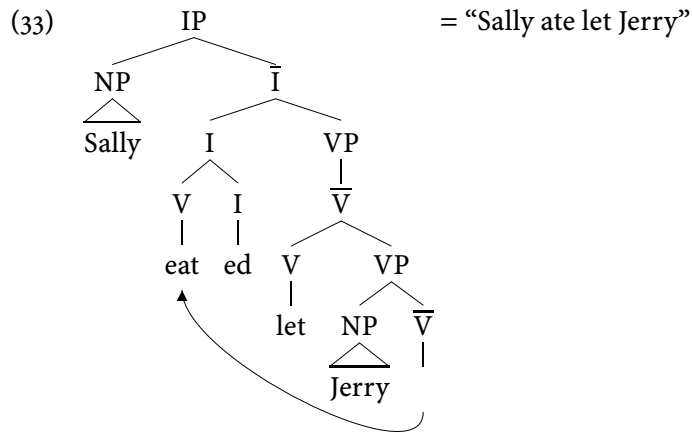 (33) IP = “Sally ate let Jerry”
NP I̅
Sally I VP
V I V̅
eat ed V VP
let NP V̅
Jerry